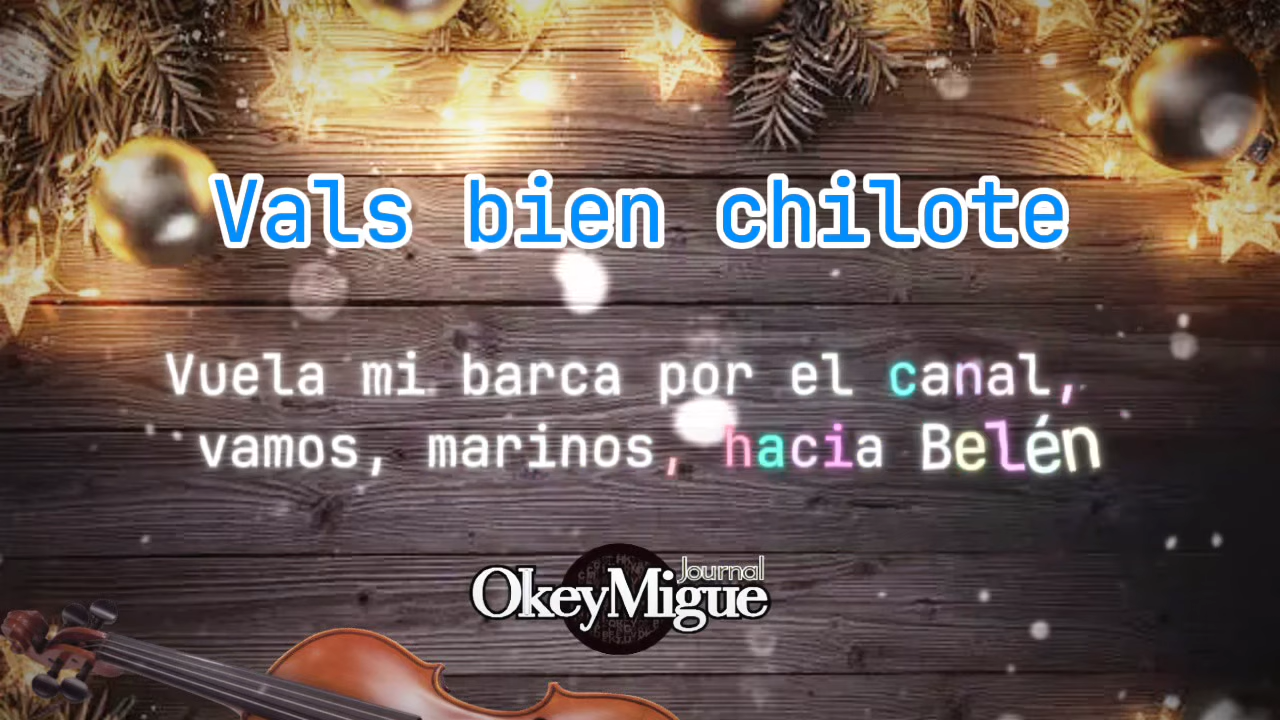 Vals bien chilote
Vuela mi barca por el canal,
vamos, marinos, hacia Belén
Journal
OkeyMigue